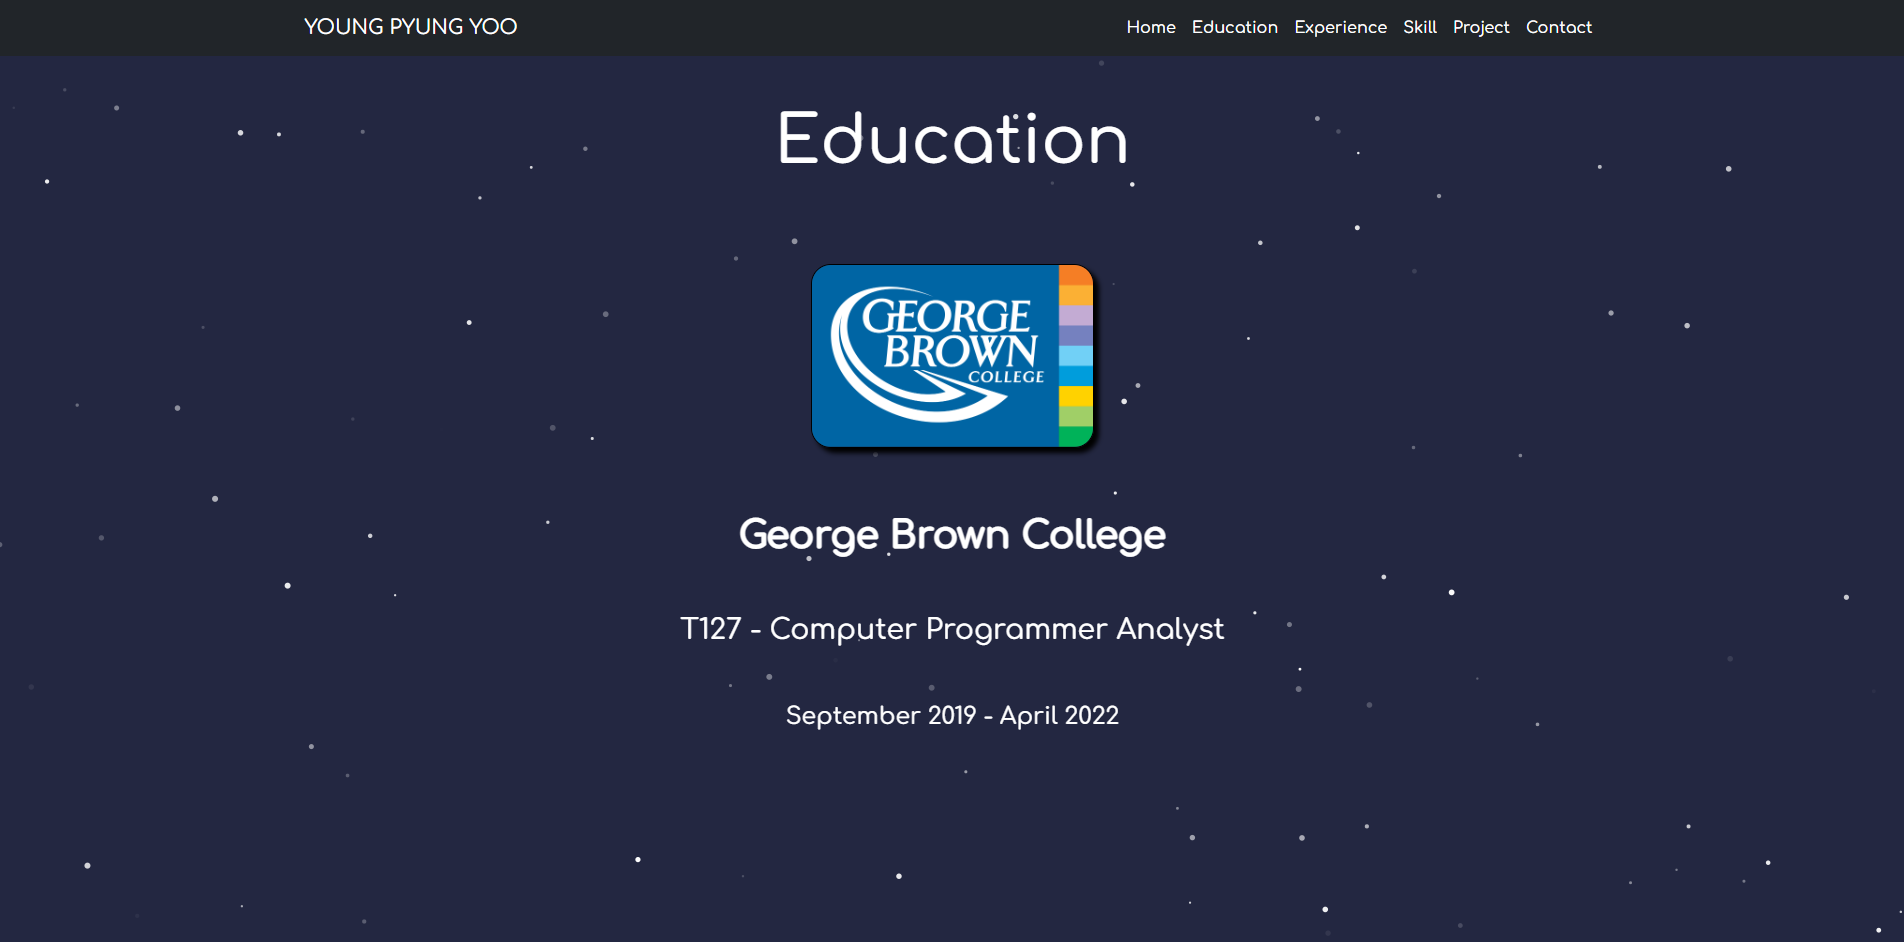 YOUNG PYUNG YOO
Home Education Experience Skill Project Contact
Education
GEORGE
BROWN
COLLEGE
George Brown College
T127 - Computer Programmer Analyst
September 2019 - April 2022